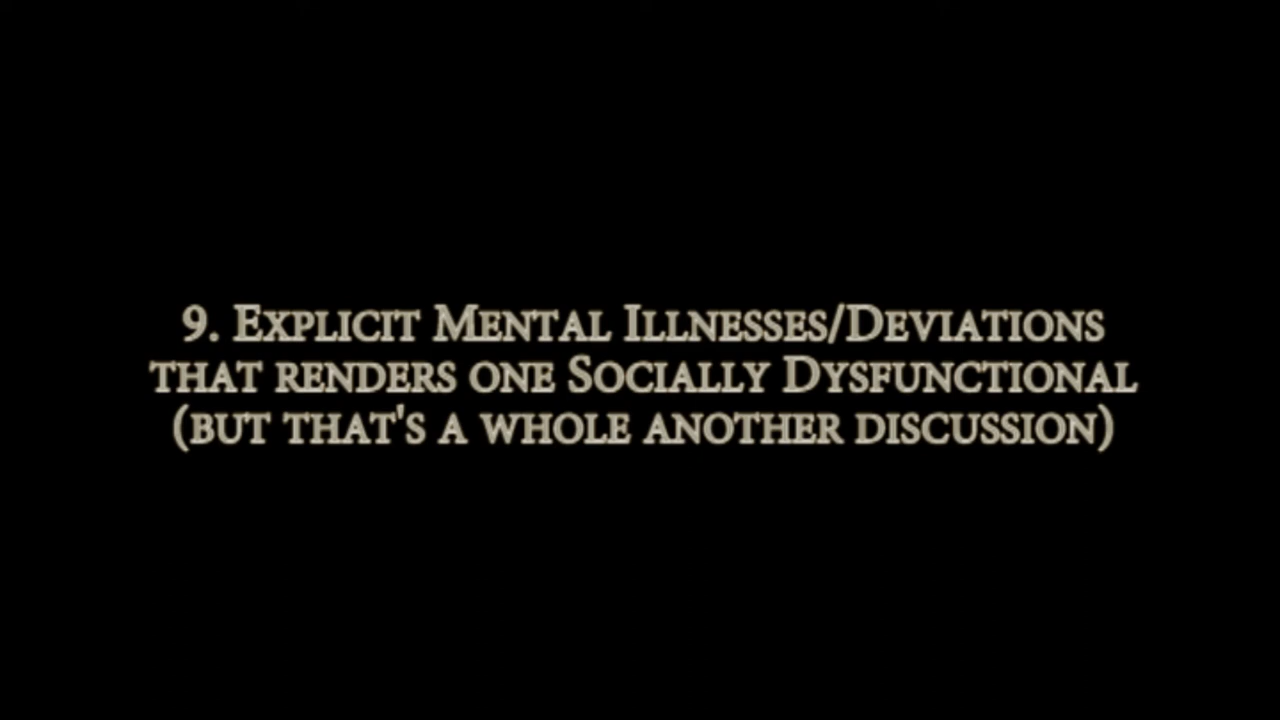 9. Explicit Mental Illnesses/Deviations
that renders one Socially Dysfunctional
(but that's a whole another discussion)